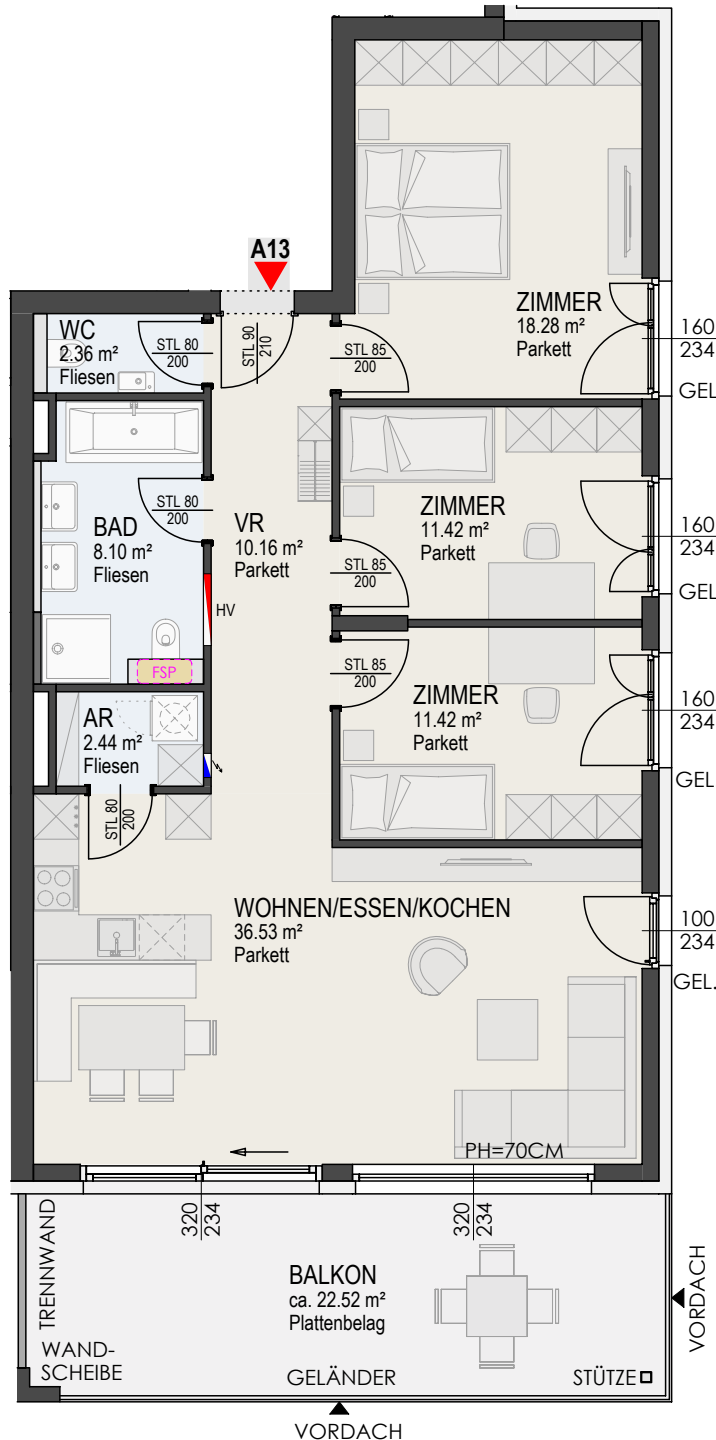 A13
WC
2.36 m²
Fliesen
STL 80
200
STL 90
210
STL 85
200
ZIMMER
18.28 m²
Parkett
160
234
GEL
BAD
8.10 m²
Fliesen
STL 80
200
VR
10.16 m²
Parkett
HV
FSP
STL 85
200
ZIMMER
11.42 m²
Parkett
160
234
GEL
STL 85
200
ZIMMER
11.42 m²
Parkett
160
234
GEL
AR
2.44 m²
Fliesen
STL 80
200
WOHNEN/ESSEN/KOCHEN
36.53 m²
Parkett
100
234
GEL.
PH=70CM
320
234
320
234
TRENNWAND
BALKON
ca. 22.52 m²
Plattenbelag
VORDACH
WAND-
SCHEIBE
GELÄNDER
STÜTZE
VORDACH